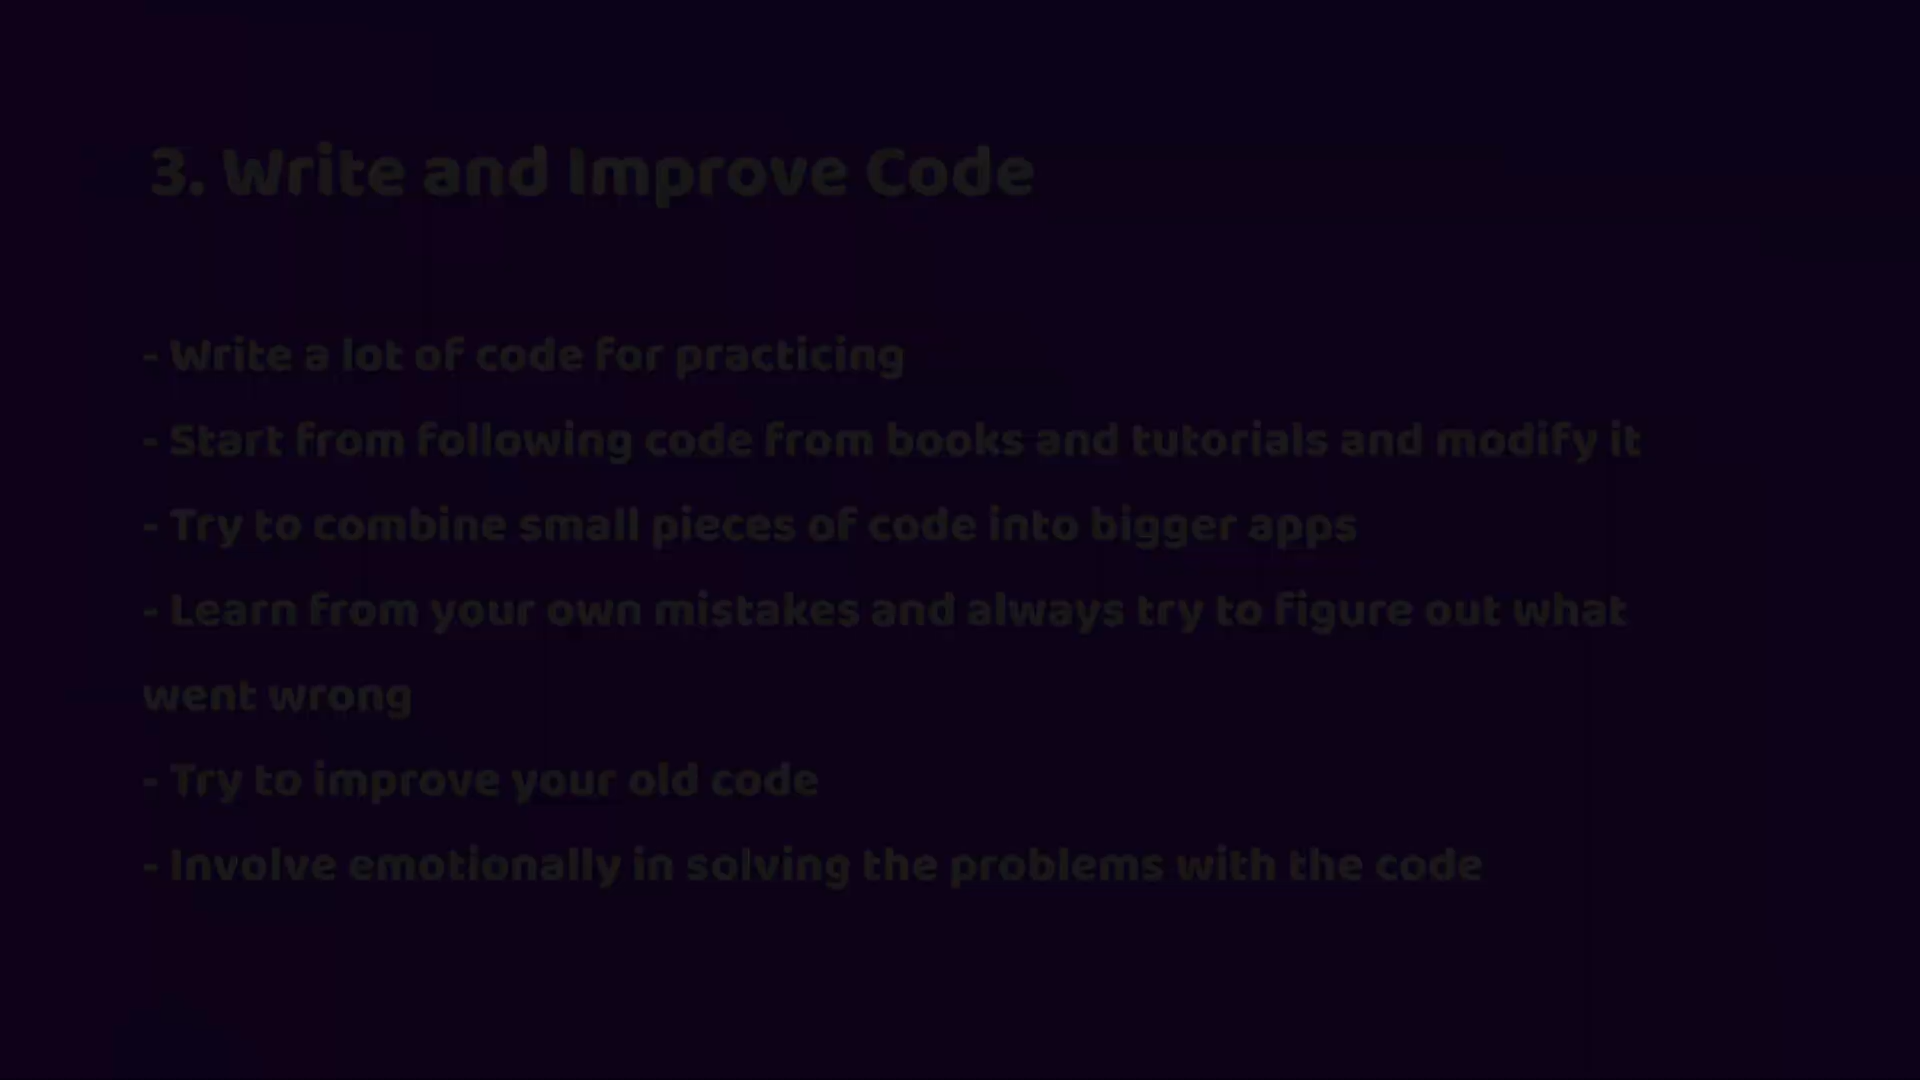 3. Write and Improve Code
- Write a lot of code for practicing
- Start from following code from books and tutorials and modify it
- Try to combine small pieces of code into bigger apps
- Learn from your own mistakes and always try to figure out what
went wrong
- Try to improve your old code
- Involve emotionally in solving the problems with the code